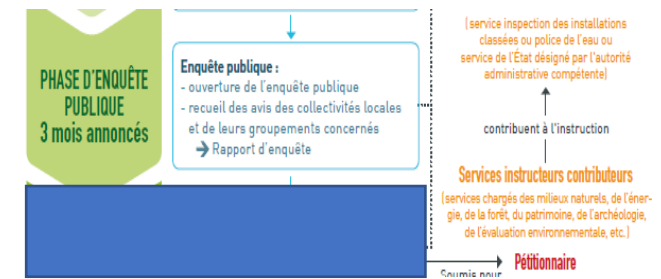 PHASE D'ENQUÊTE
PUBLIQUE
3 mois annoncés
Enquête publique :
- ouverture de l'enquête publique
- recueil des avis des collectivités locales
et de leurs groupements concernés
→ Rapport d'enquête
(service inspection des installations
classées ou police de l'eau ou
service de l'État désigné par l'autorité
administrative compétente)
contribuent à l'instruction
Services instructeurs contributeurs
(services chargés des milieux naturels, de l'éner-
gie, de la forêt, du patrimoine, de l'archéologie,
de l'évaluation environnementale, etc.)
Pétitionnaire
Soumis pour